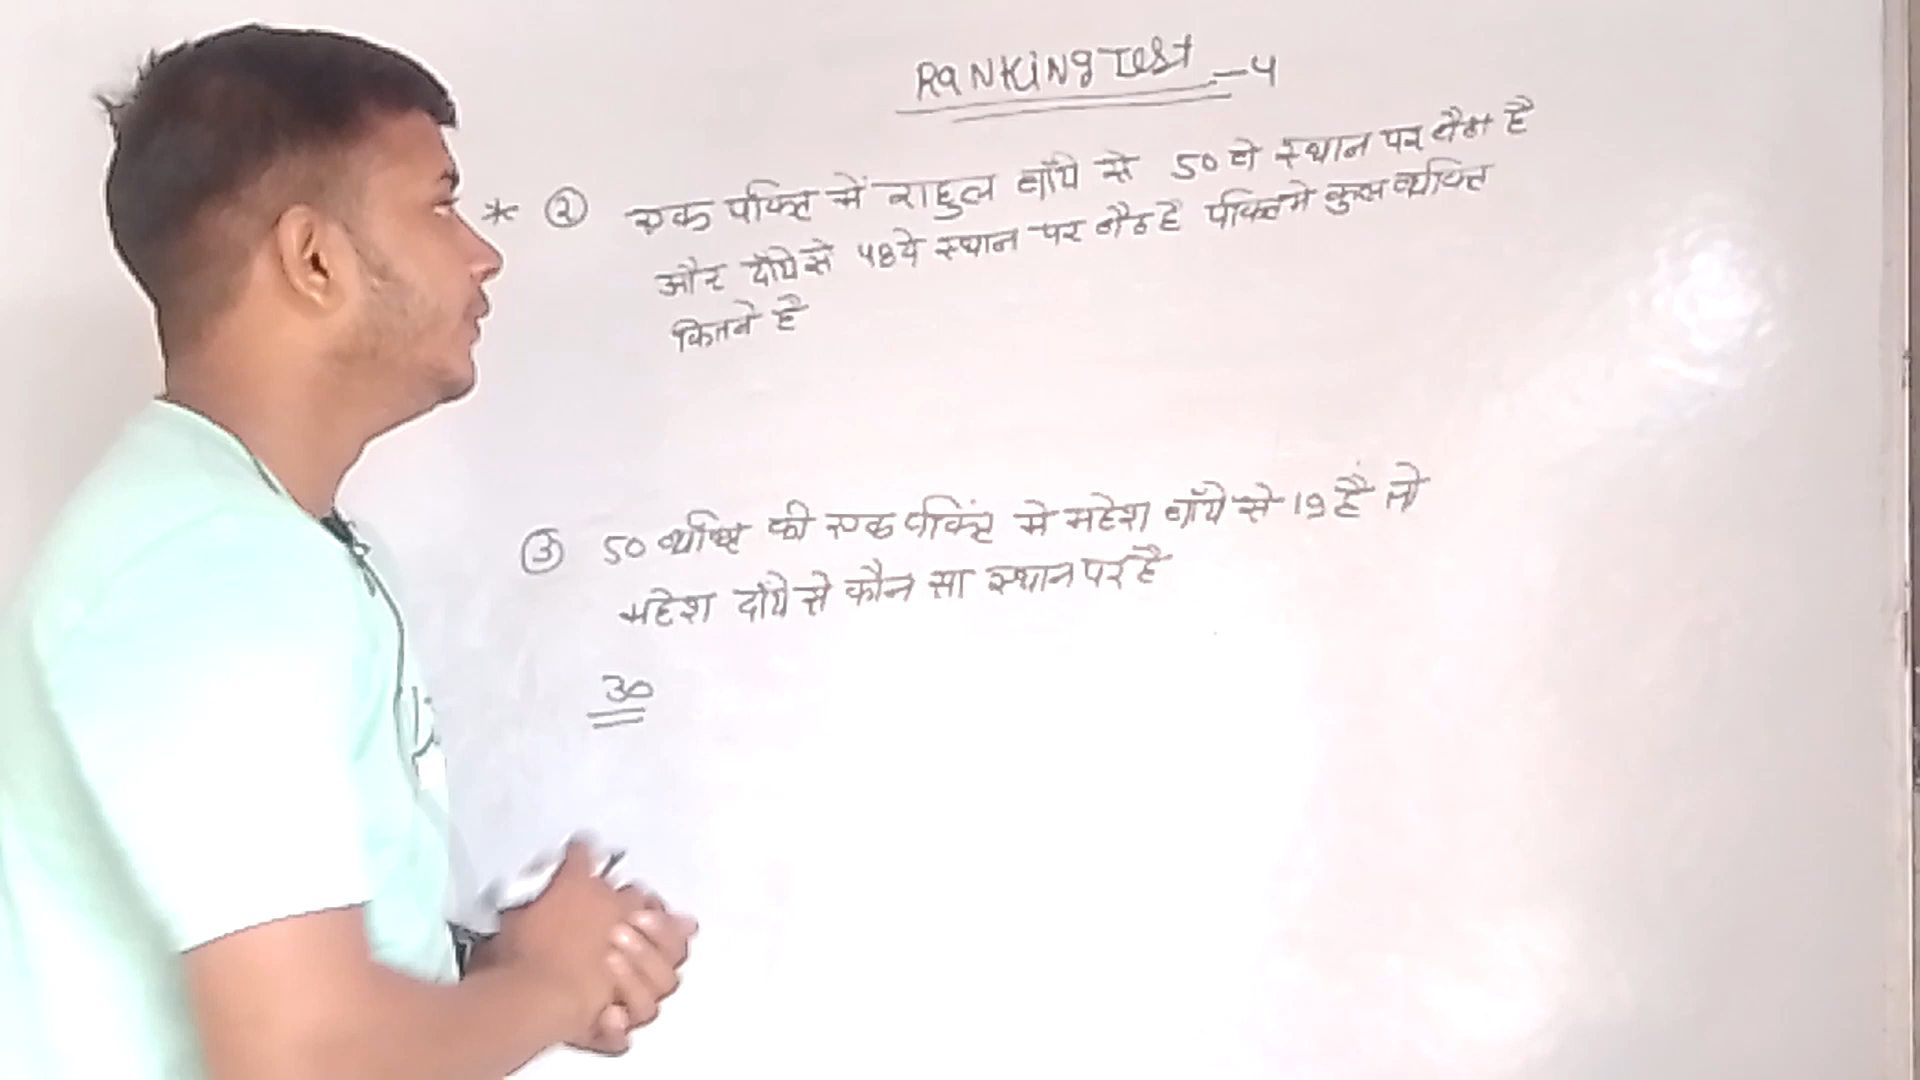 RANKING TEST - 4
* ② एक पंक्ति में राहुल बाँये से 50 वे स्थान पर बैठा है
और दाँये से 48वे स्थान पर बैठा है पंक्ति मे कुल व्यक्ति
कितने है
③ 50 व्यक्ति की एक पंक्ति मे महेश बाँये से 19 है तो
महेश दाँये से कौन सा स्थान पर है
30